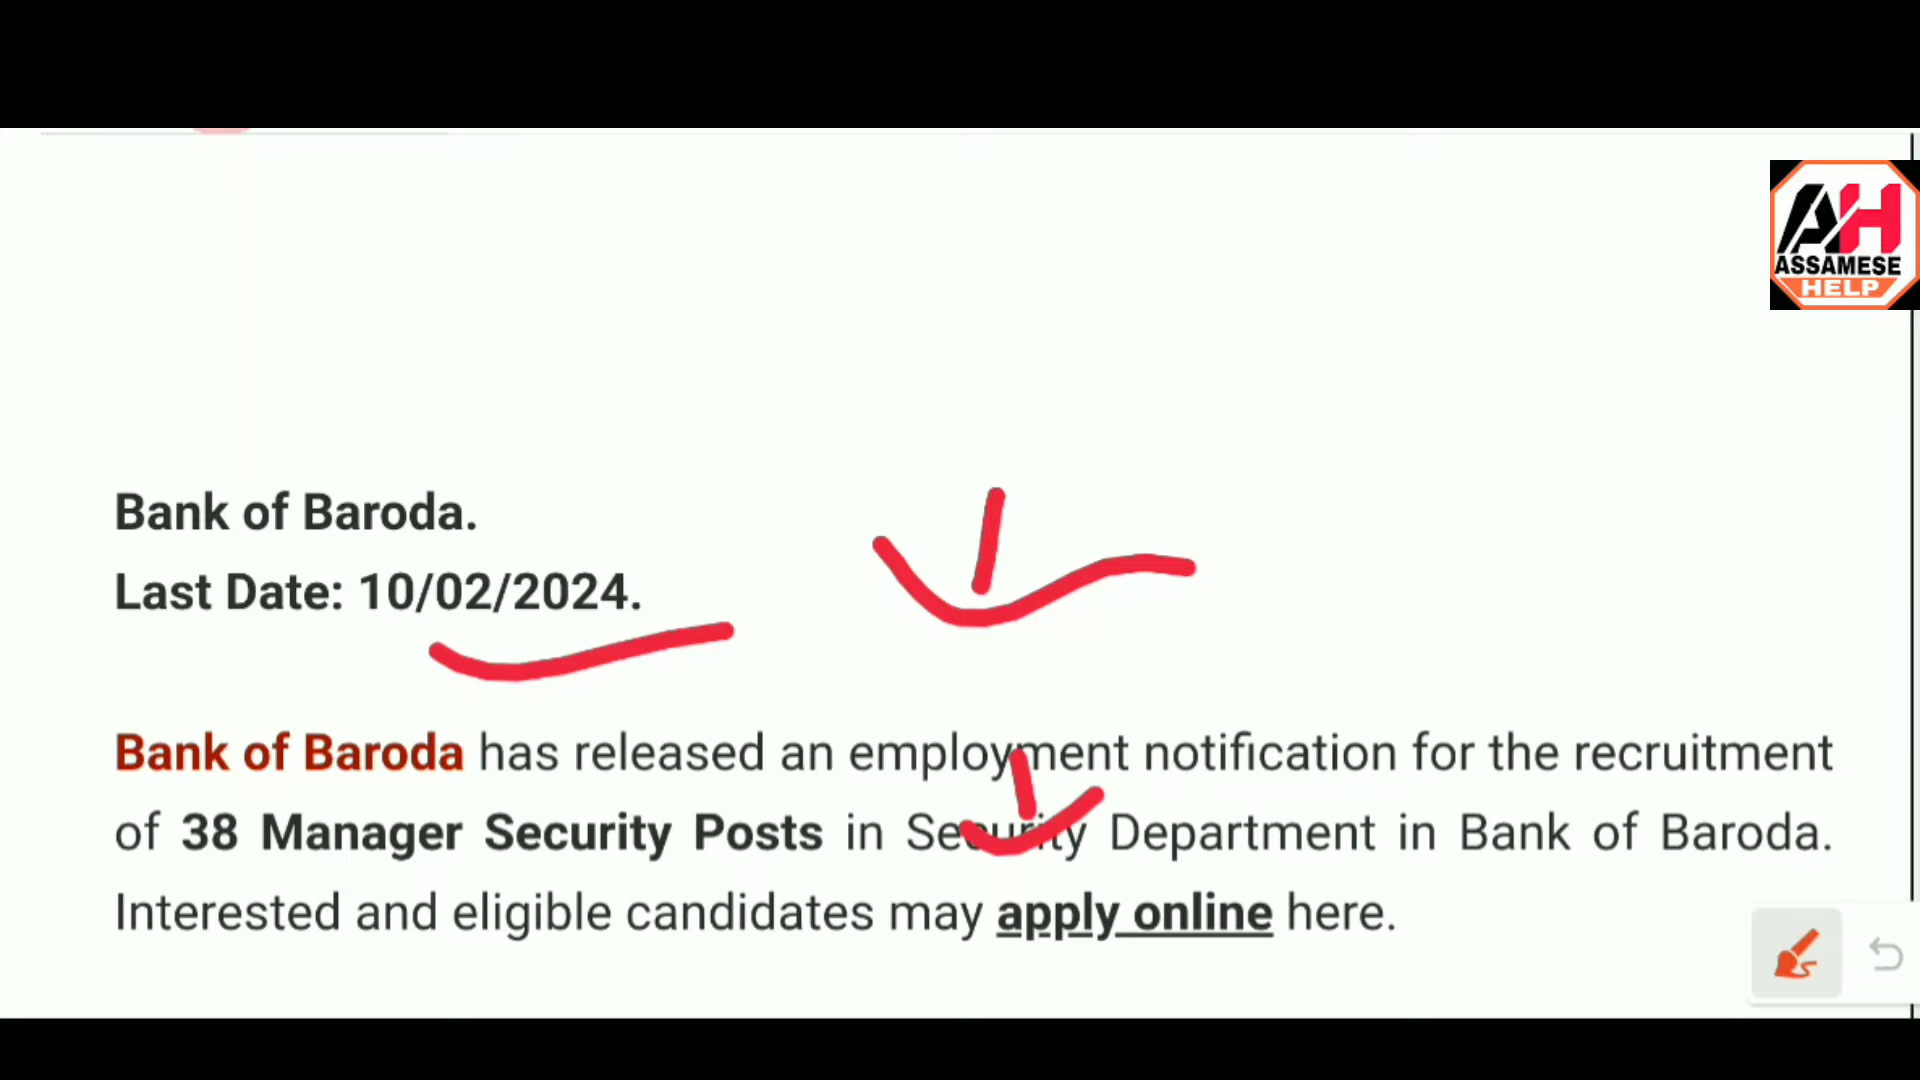 AH
ASSAMESE
HELP
Bank of Baroda.
Last Date: 10/02/2024.
Bank of Baroda has released an employment notification for the recruitment
of 38 Manager Security Posts in Security Department in Bank of Baroda.
Interested and eligible candidates may apply online here.